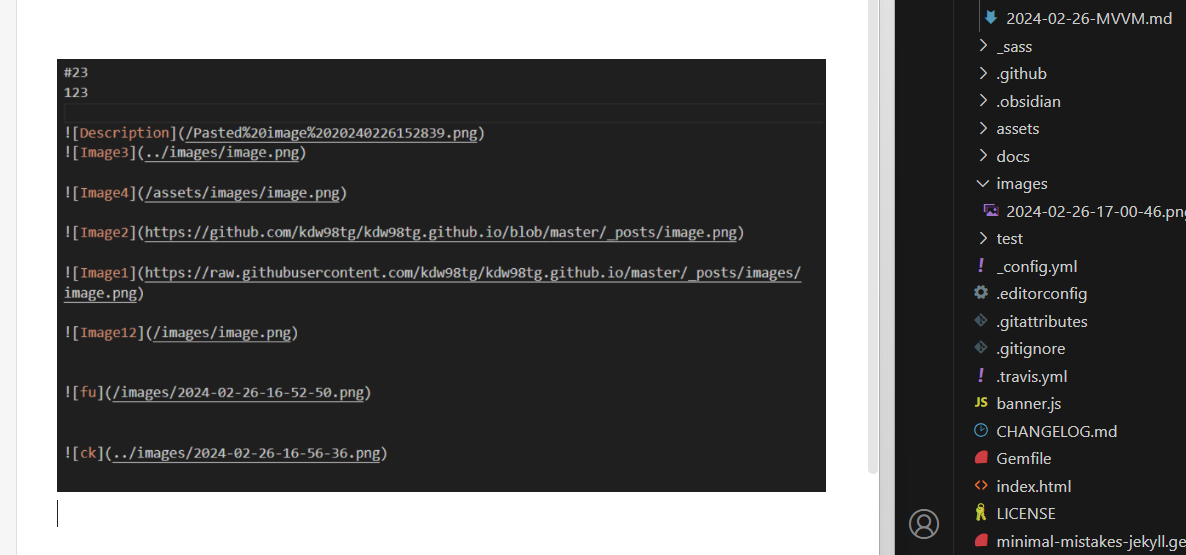 #23
123
![Description](/Pasted%20image%2020240226152839.png)
![Image3](../images/image.png)
![Image4](/assets/images/image.png)
![Image2](https://github.com/kdw98tg/kdw98tg.github.io/blob/master/_posts/image.png)
![Image1](https://raw.githubusercontent.com/kdw98tg/kdw98tg.github.io/master/_posts/images/
image.png)
![Image12](/images/image.png)
![fu](/images/2024-02-26-16-52-50.png)
![ck](../images/2024-02-26-16-56-36.png)
2024-02-26-MVVM.md
_sass
.github
.obsidian
assets
docs
images
2024-02-26-17-00-46.png
test
_config.yml
.editorconfig
.gitattributes
.gitignore
.travis.yml
JS banner.js
CHANGELOG.md
Gemfile
index.html
LICENSE
minimal-mistakes-jekyll.ge